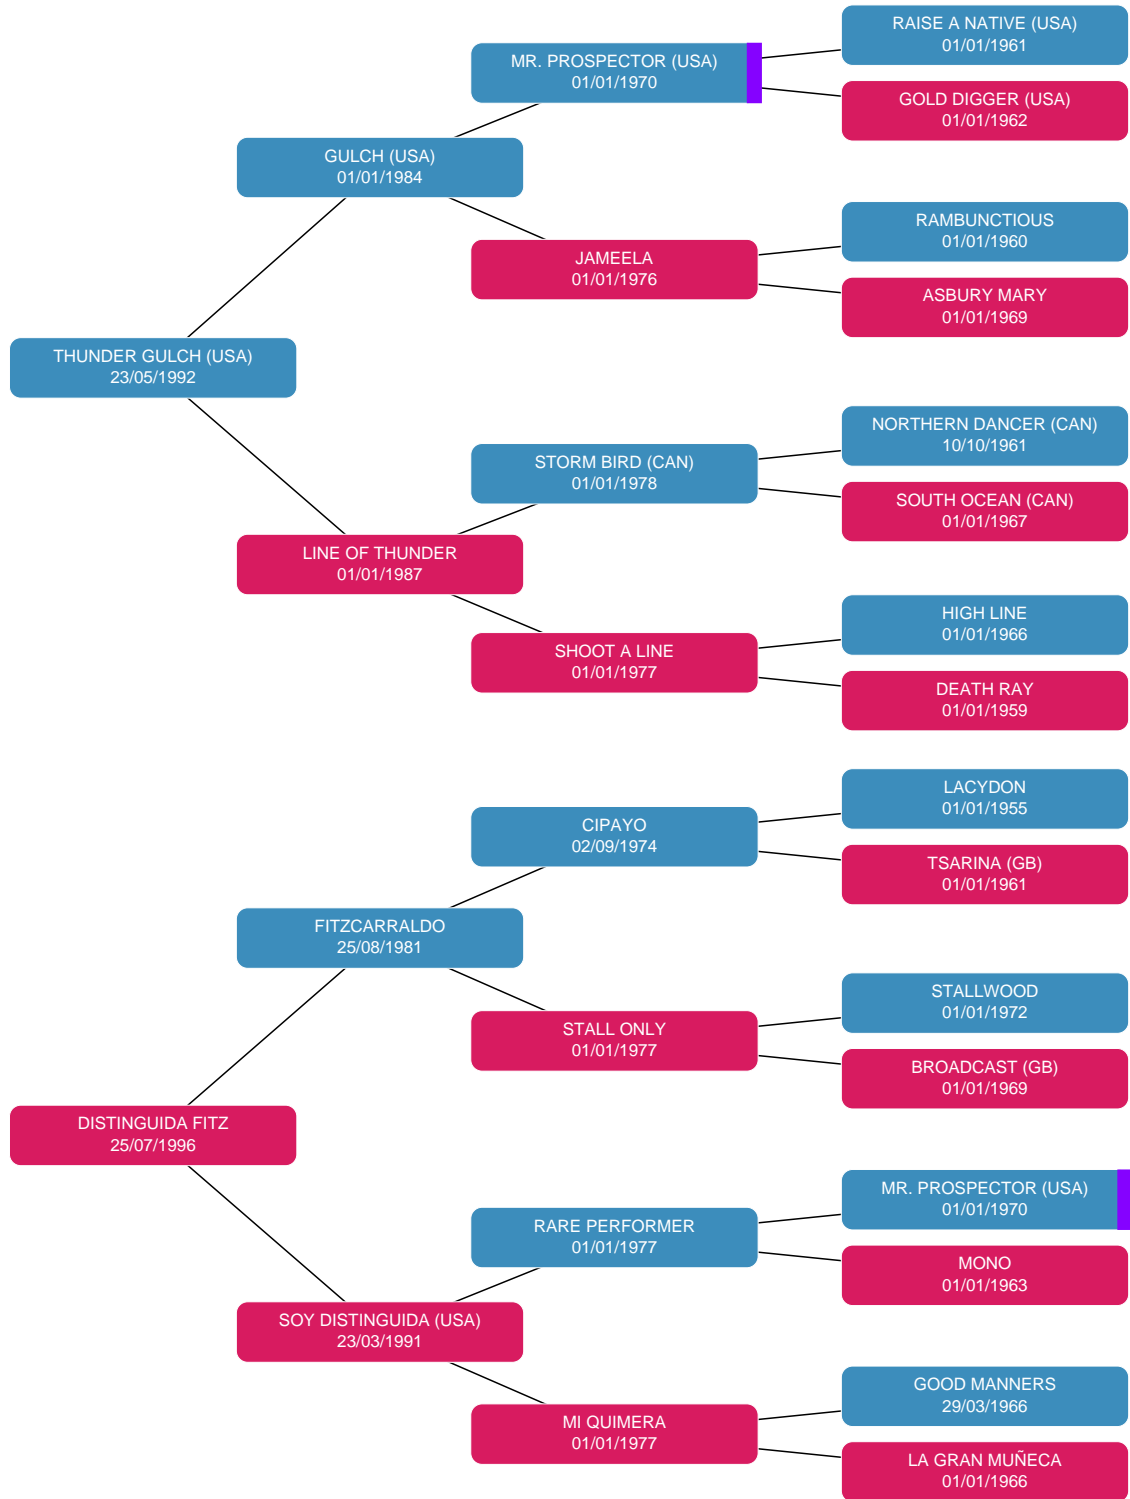 RAISE A NATIVE (USA)
01/01/1961
MR. PROSPECTOR (USA)
01/01/1970
GOLD DIGGER (USA)
01/01/1962
GULCH (USA)
01/01/1984
RAMBUNCTIOUS
01/01/1960
JAMEELA
01/01/1976
ASBURY MARY
01/01/1969
THUNDER GULCH (USA)
23/05/1992
NORTHERN DANCER (CAN)
10/10/1961
STORM BIRD (CAN)
01/01/1978
SOUTH OCEAN (CAN)
01/01/1967
LINE OF THUNDER
01/01/1987
HIGH LINE
01/01/1966
SHOOT A LINE
01/01/1977
DEATH RAY
01/01/1959
LACYDON
01/01/1955
CIPAYO
02/09/1974
TSARINA (GB)
01/01/1961
FITZCARRALDO
25/08/1981
STALLWOOD
01/01/1972
STALL ONLY
01/01/1977
BROADCAST (GB)
01/01/1969
DISTINGUIDA FITZ
25/07/1996
MR. PROSPECTOR (USA)
01/01/1970
RARE PERFORMER
01/01/1977
MONO
01/01/1963
SOY DISTINGUIDA (USA)
23/03/1991
GOOD MANNERS
29/03/1966
MI QUIMERA
01/01/1977
LA GRAN MUÑECA
01/01/1966